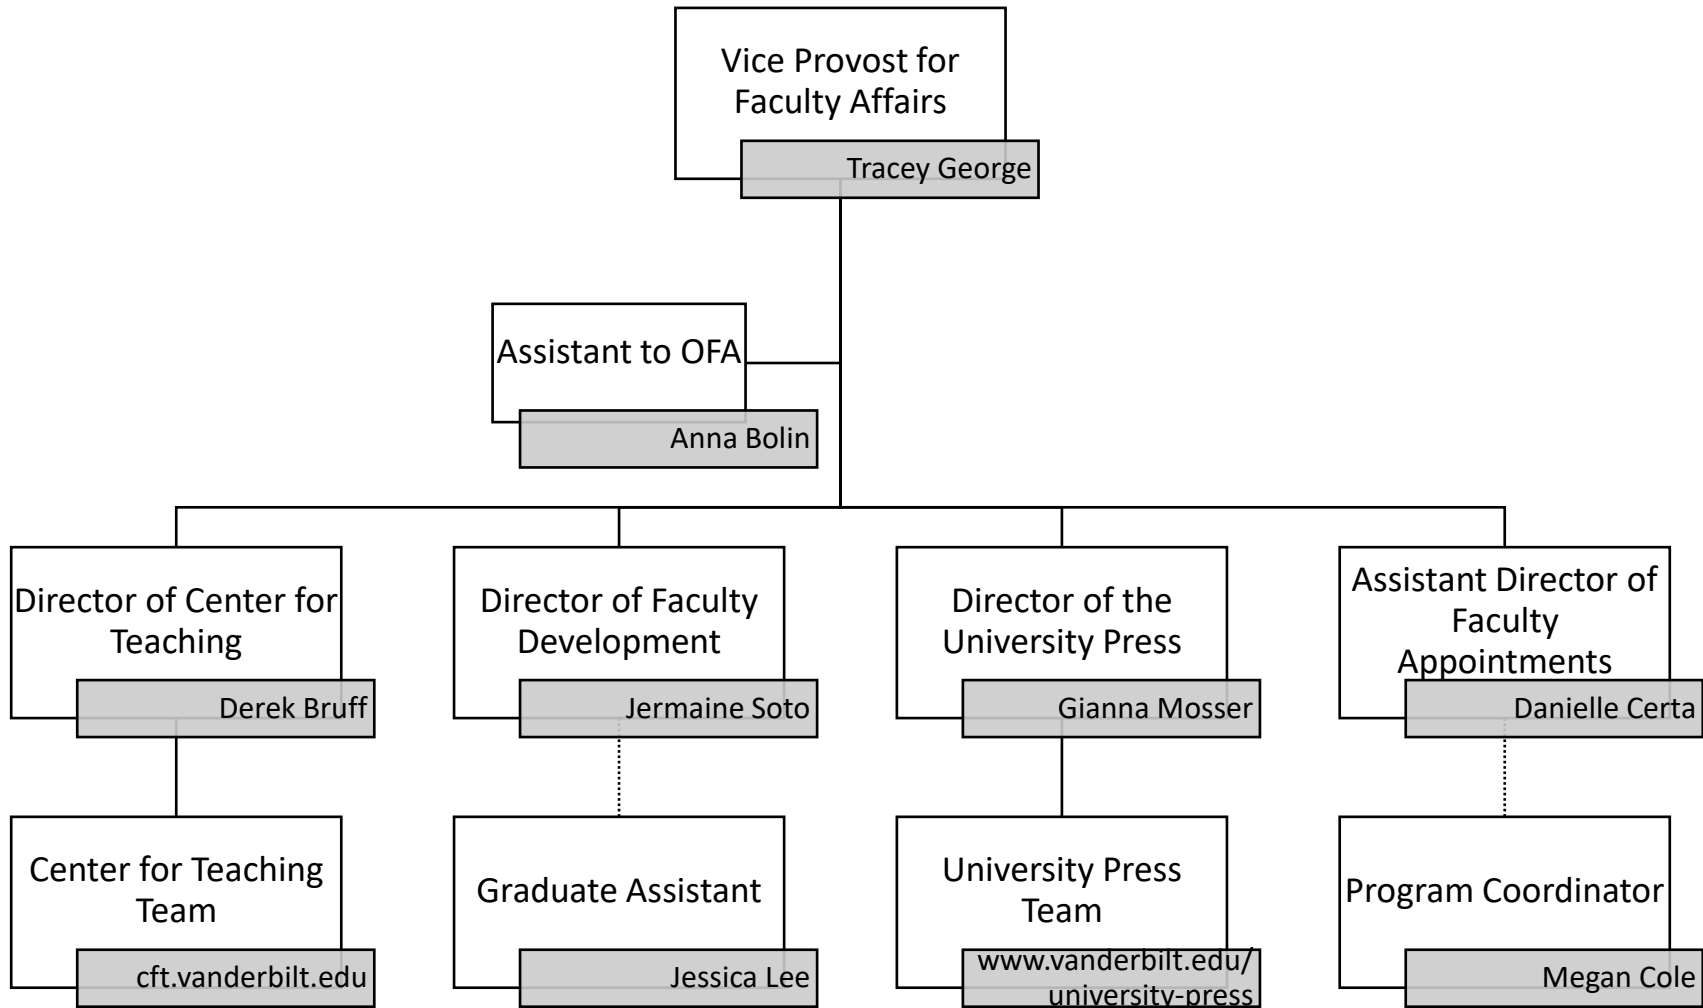 Vice Provost for
Faculty Affairs
Tracey George
Assistant to OFA
Anna Bolin
Director of Center for
Teaching
Derek Bruff
Director of Faculty
Development
Jermaine Soto
Director of the
University Press
Gianna Mosser
Assistant Director of
Faculty
Appointments
Danielle Certa
Center for Teaching
Team
cft.vanderbilt.edu
Graduate Assistant
Jessica Lee
University Press
Team
www.vanderbilt.edu/
university-press
Program Coordinator
Megan Cole